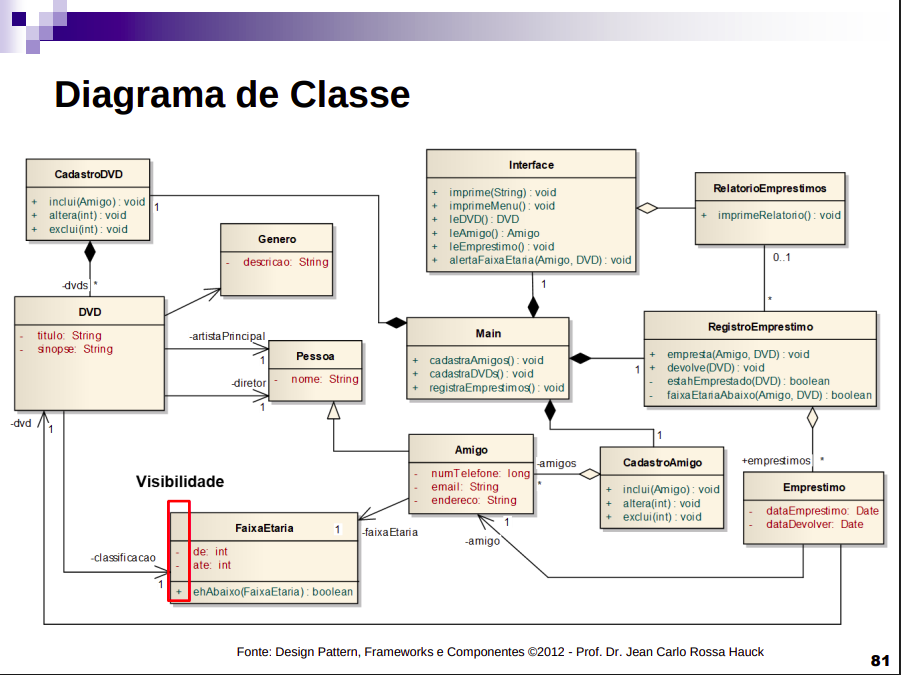 Diagrama de Classe
CadastroDVD
+ inclui(Amigo) : void
+ altera(int) : void
+ exclui(int) : void
1
-dvds *
Genero
- descricao: String
Interface
+ imprime(String) : void
+ imprimeMenu() : void
+ leDVD() : DVD
+ leAmigo() : Amigo
+ leEmprestimo() : void
+ alertaFaixaEtaria(Amigo, DVD) : void
1
RelatorioEmprestimos
+ imprimeRelatorio() : void
0..1
*
DVD
- titulo: String
- sinopse: String
-artistaPrincipal
1
-diretor
1
-dvd 1
Pessoa
- nome: String
Main
+ cadastraAmigos() : void
+ cadastraDVDs() : void
+ registraEmprestimos() : void
1
RegistroEmprestimo
+ empresta(Amigo, DVD) : void
+ devolve(DVD) : void
- estahEmprestado(DVD) : boolean
- faixaEtariaAbaixo(Amigo, DVD) : boolean
1
+emprestimos *
Amigo
- numTelefone: long
- email: String
- endereco: String
-amigos
*
CadastroAmigo
+ inclui(Amigo) : void
+ altera(int) : void
+ exclui(int) : void
Emprestimo
- dataEmprestimo: Date
- dataDevolver: Date
1
-amigo
Visibilidade
FaixaEtaria 1
- de: int
- ate: int
+ ehAbaixo(FaixaEtaria) : boolean
-faixaEtaria
-classificacao
1
Fonte: Design Pattern, Frameworks e Componentes ©2012 - Prof. Dr. Jean Carlo Rossa Hauck
81